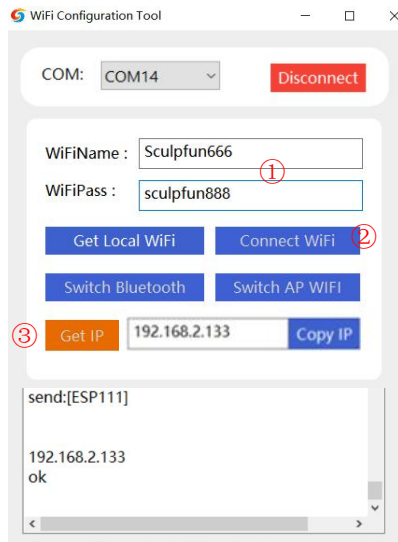 WiFi Configuration Tool
COM: COM14 Disconnect
WiFiName : Sculpfun666
①
WiFiPass : sculpfun888
Get Local WiFi Connect WiFi ②
Switch Bluetooth Switch AP WIFI
③ Get IP 192.168.2.133 Copy IP
send:[ESP111]
192.168.2.133
ok